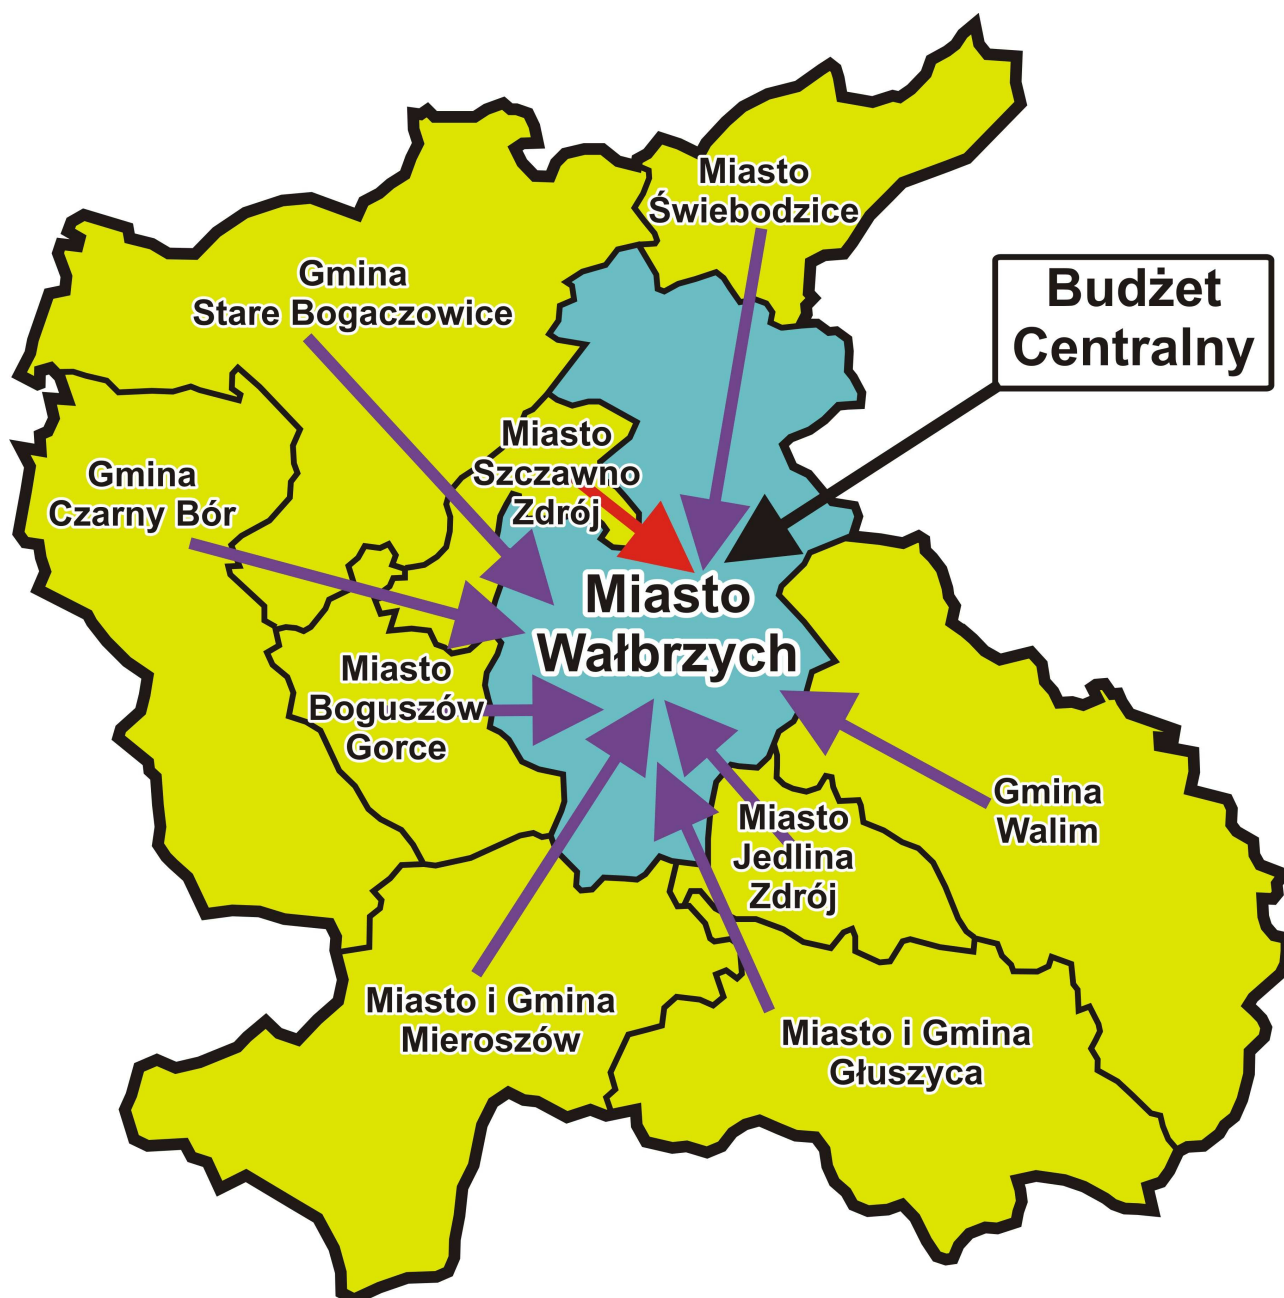 Miasto
Świebodzice
Gmina
Stare Bogaczowice
Budżet
Centralny
Miasto
Szczawno
Zdrój
Gmina
Czarny Bór
Miasto
Wałbrzych
Miasto
Boguszów
Gorce
Gmina
Walim
Miasto
Jedlina
Zdrój
Miasto i Gmina
Mieroszów
Miasto i Gmina
Głuszyca